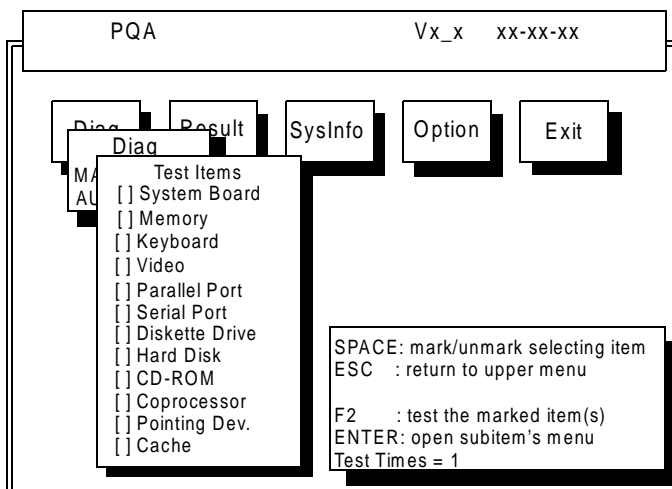 PQA Vx_x xx-xx-xx
Diag Result SysInfo Option Exit
Diag
MA
AU
Test Items
[ ] System Board
[ ] Memory
[ ] Keyboard
[ ] Video
[ ] Parallel Port
[ ] Serial Port
[ ] Diskette Drive
[ ] Hard Disk
[ ] CD-ROM
[ ] Coprocessor
[ ] Pointing Dev.
[ ] Cache
SPACE: mark/unmark selecting item
ESC : return to upper menu
F2 : test the marked item(s)
ENTER: open subitem's menu
Test Times = 1